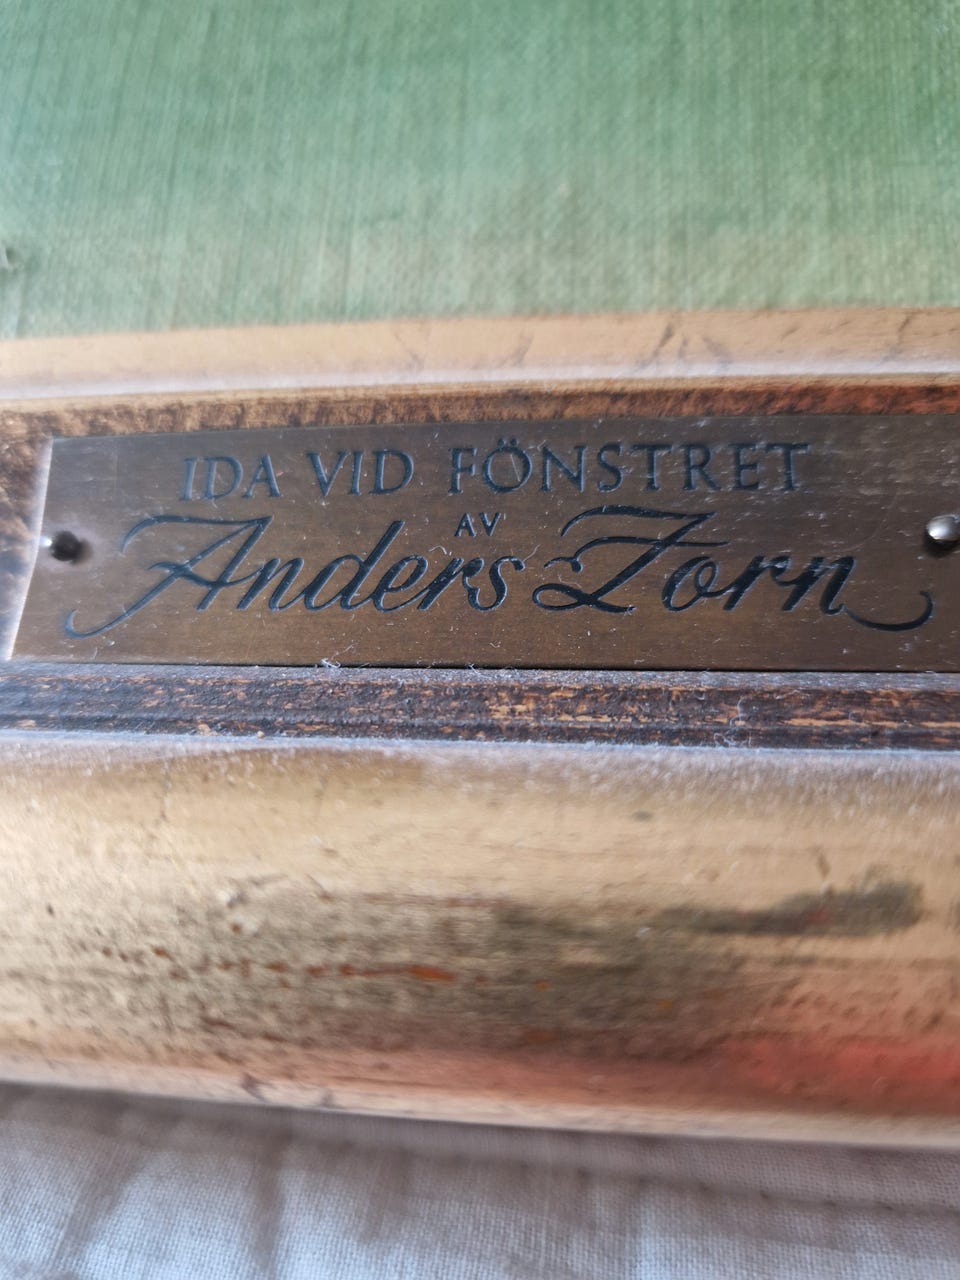 IDA VID FÖNSTRET
AV
Anders Zorn